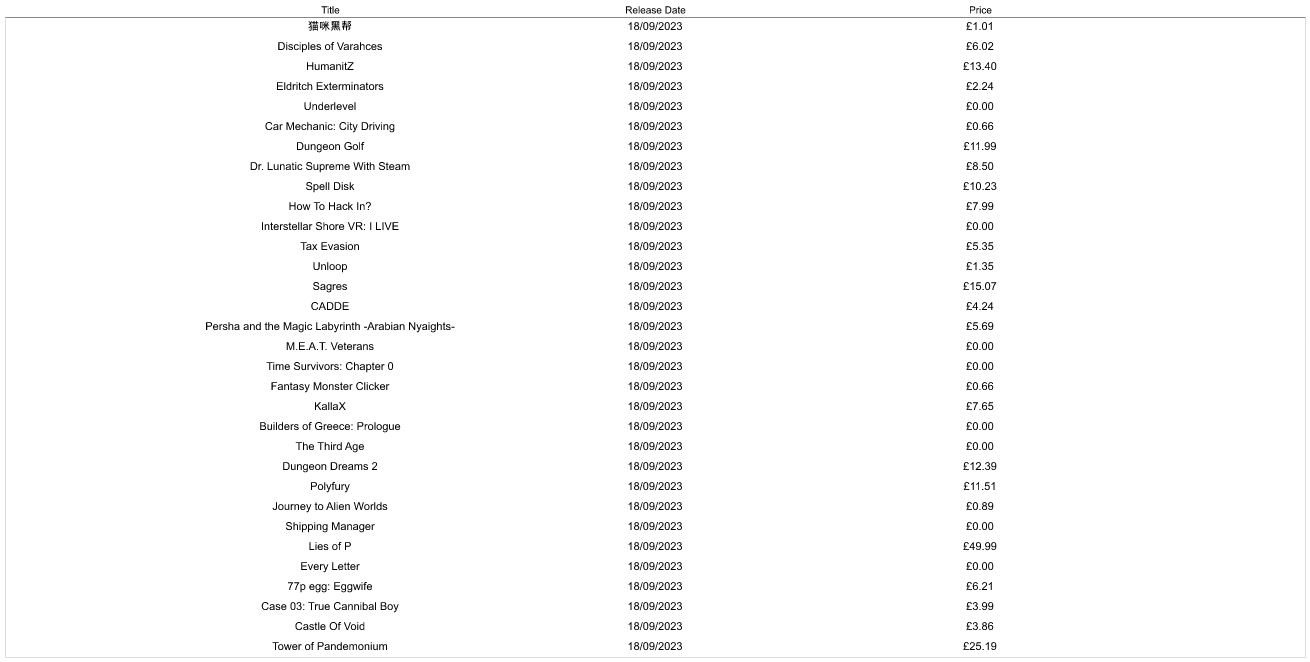 Title Release Date Price
猫咪黑帮 18/09/2023 £1.01
Disciples of Varahces 18/09/2023 £6.02
HumanitZ 18/09/2023 £13.40
Eldritch Exterminators 18/09/2023 £2.24
Underlevel 18/09/2023 £0.00
Car Mechanic: City Driving 18/09/2023 £0.66
Dungeon Golf 18/09/2023 £11.99
Dr. Lunatic Supreme With Steam 18/09/2023 £8.50
Spell Disk 18/09/2023 £10.23
How To Hack In? 18/09/2023 £7.99
Interstellar Shore VR: I LIVE 18/09/2023 £0.00
Tax Evasion 18/09/2023 £5.35
Unloop 18/09/2023 £1.35
Sagres 18/09/2023 £15.07
CADDE 18/09/2023 £4.24
Persha and the Magic Labyrinth -Arabian Nyaights- 18/09/2023 £5.69
M.E.A.T. Veterans 18/09/2023 £0.00
Time Survivors: Chapter 0 18/09/2023 £0.00
Fantasy Monster Clicker 18/09/2023 £0.66
KallaX 18/09/2023 £7.65
Builders of Greece: Prologue 18/09/2023 £0.00
The Third Age 18/09/2023 £0.00
Dungeon Dreams 2 18/09/2023 £12.39
Polyfury 18/09/2023 £11.51
Journey to Alien Worlds 18/09/2023 £0.89
Shipping Manager 18/09/2023 £0.00
Lies of P 18/09/2023 £49.99
Every Letter 18/09/2023 £0.00
77p egg: Eggwife 18/09/2023 £6.21
Case 03: True Cannibal Boy 18/09/2023 £3.99
Castle Of Void 18/09/2023 £3.86
Tower of Pandemonium 18/09/2023 £25.19